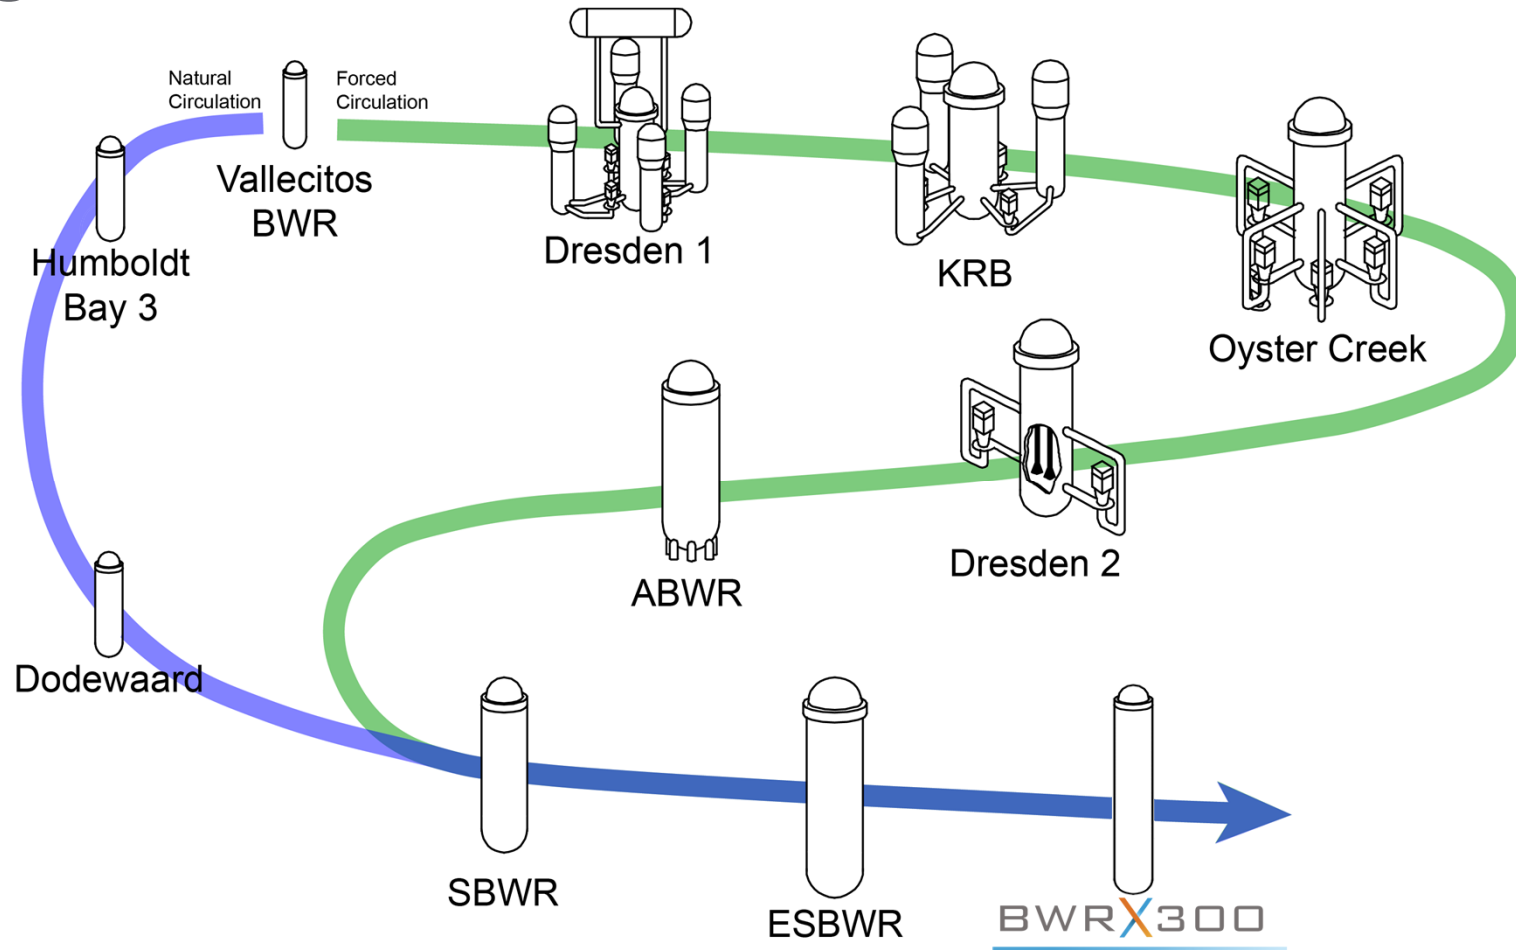 Natural
Circulation
Forced
Circulation
Vallecitos
BWR
Dresden 1
KRB
Oyster Creek
Humboldt
Bay 3
Dresden 2
ABWR
Dodewaard
SBWR
ESBWR
BWRX300